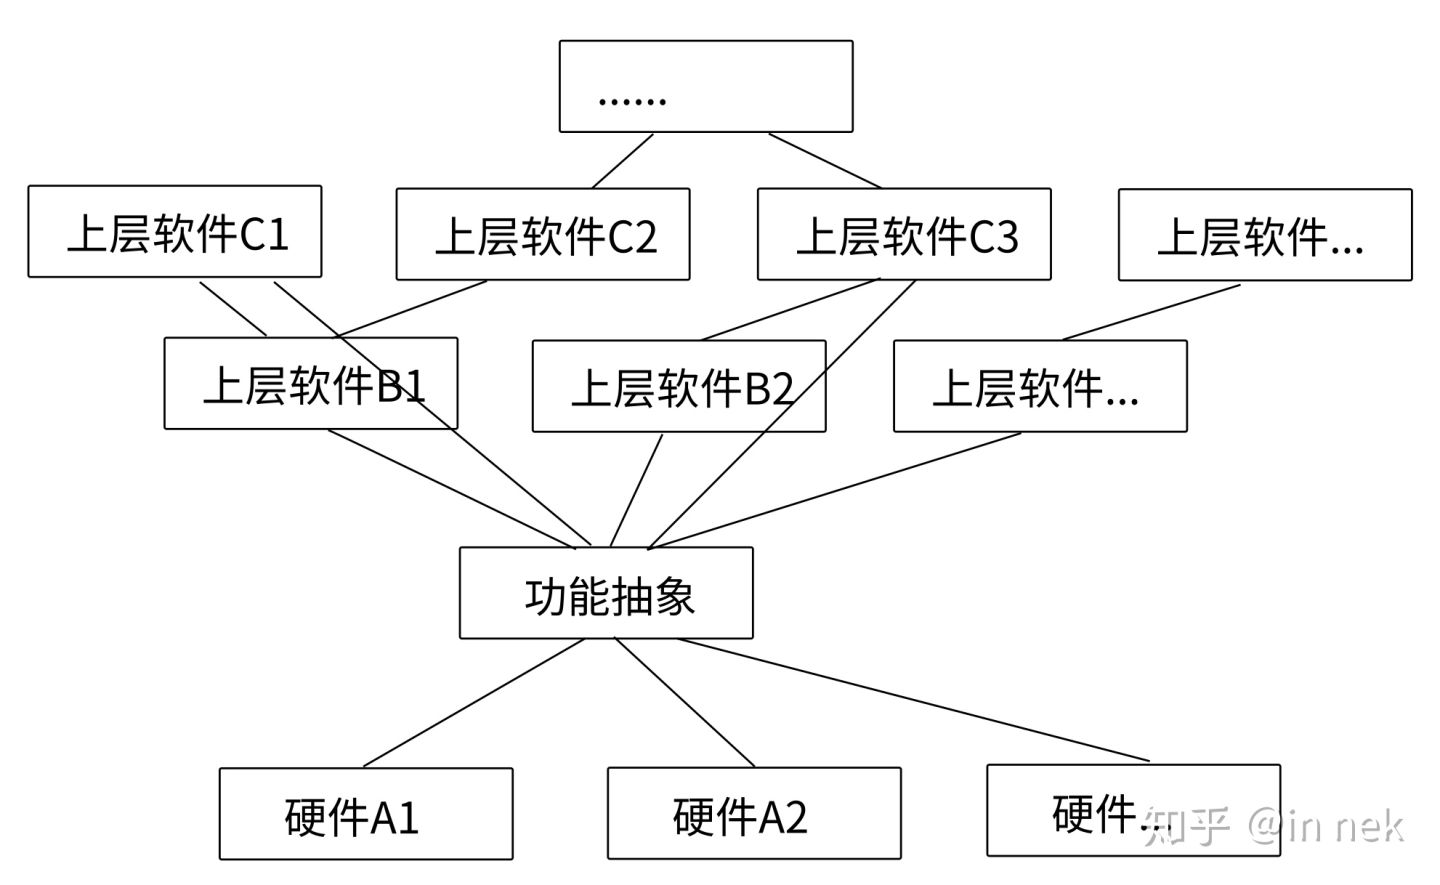 ......
上层软件C1
上层软件C2
上层软件C3
上层软件...
上层软件B1
上层软件B2
上层软件...
功能抽象
硬件A1
硬件A2
硬件...
知乎 @in nek